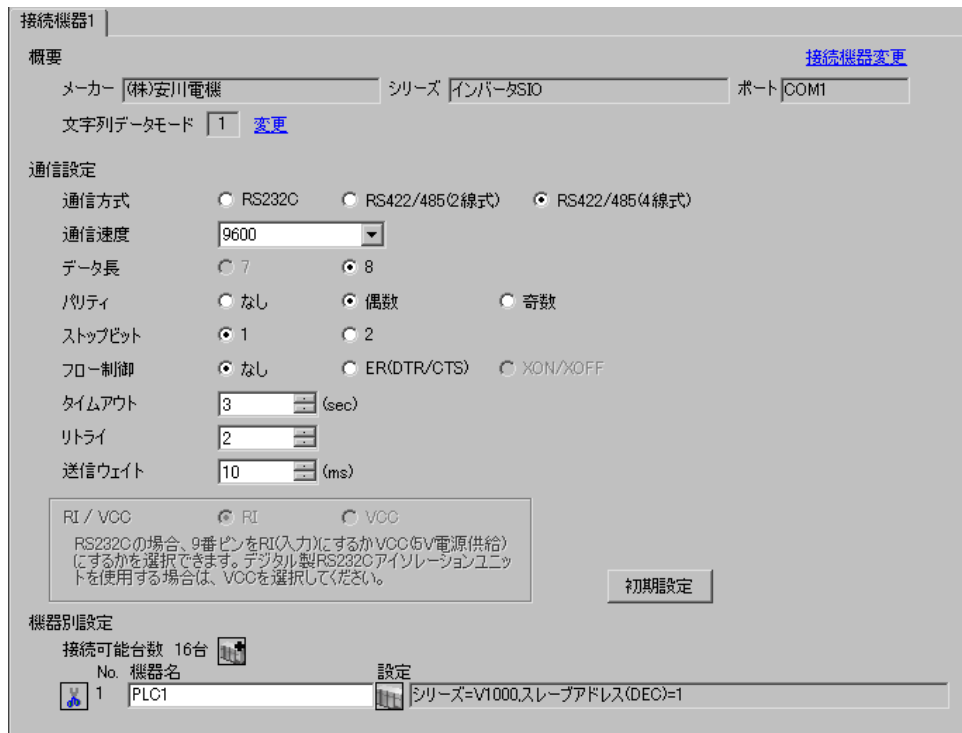 接続機器1
概要 接続機器変更
メーカー (株)安川電機 シリーズ インバータSIO ポート COM1
文字列データモード 1 変更
通信設定
通信方式 RS232C RS422/485(2線式) RS422/485(4線式)
通信速度 9600
データ長 7 8
パリティ なし 偶数 奇数
ストップビット 1 2
フロー制御 なし ER(DTR/CTS) XON/XOFF
タイムアウト 3 (sec)
リトライ 2
送信ウェイト 10 (ms)
RI / VCC RI VCC
RS232Cの場合、9番ピンをRI(入力)にするかVCC(5V電源供給)
にするかを選択できます。デジタル製RS232Cアイソレーションユニッ
トを使用する場合は、VCCを選択してください。
初期設定
機器別設定
接続可能台数 16台
No. 機器名 設定
1 PLC1 シリーズ=V1000,スレーブアドレス(DEC)=1